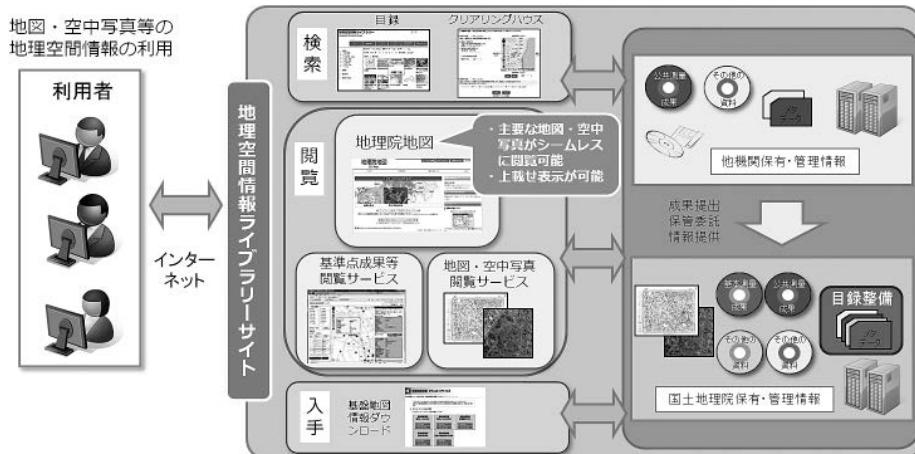 地図・空中写真等の
地理空間情報の利用
利用者
インター
ネット
地理空間情報ライブラリーサイト
検索
目録
クリアリングハウス
閲覧
地理院地図
・主要な地図・空中
写真がシームレス
に閲覧可能
・上載せ表示が可能
地理院地図
基準点成果等
閲覧サービス
地図・空中写真
閲覧サービス
入手
基盤地図
情報ダウ
ンロード
公共測量
成果
その他の
資料
メタ
データ
他機関保有・管理情報
成果提出
保管委託
情報提供
基本測量
成果
公共測量
成果
その他の
資料
その他の
資料
目録整備
メタ
データ
国土地理院保有・管理情報